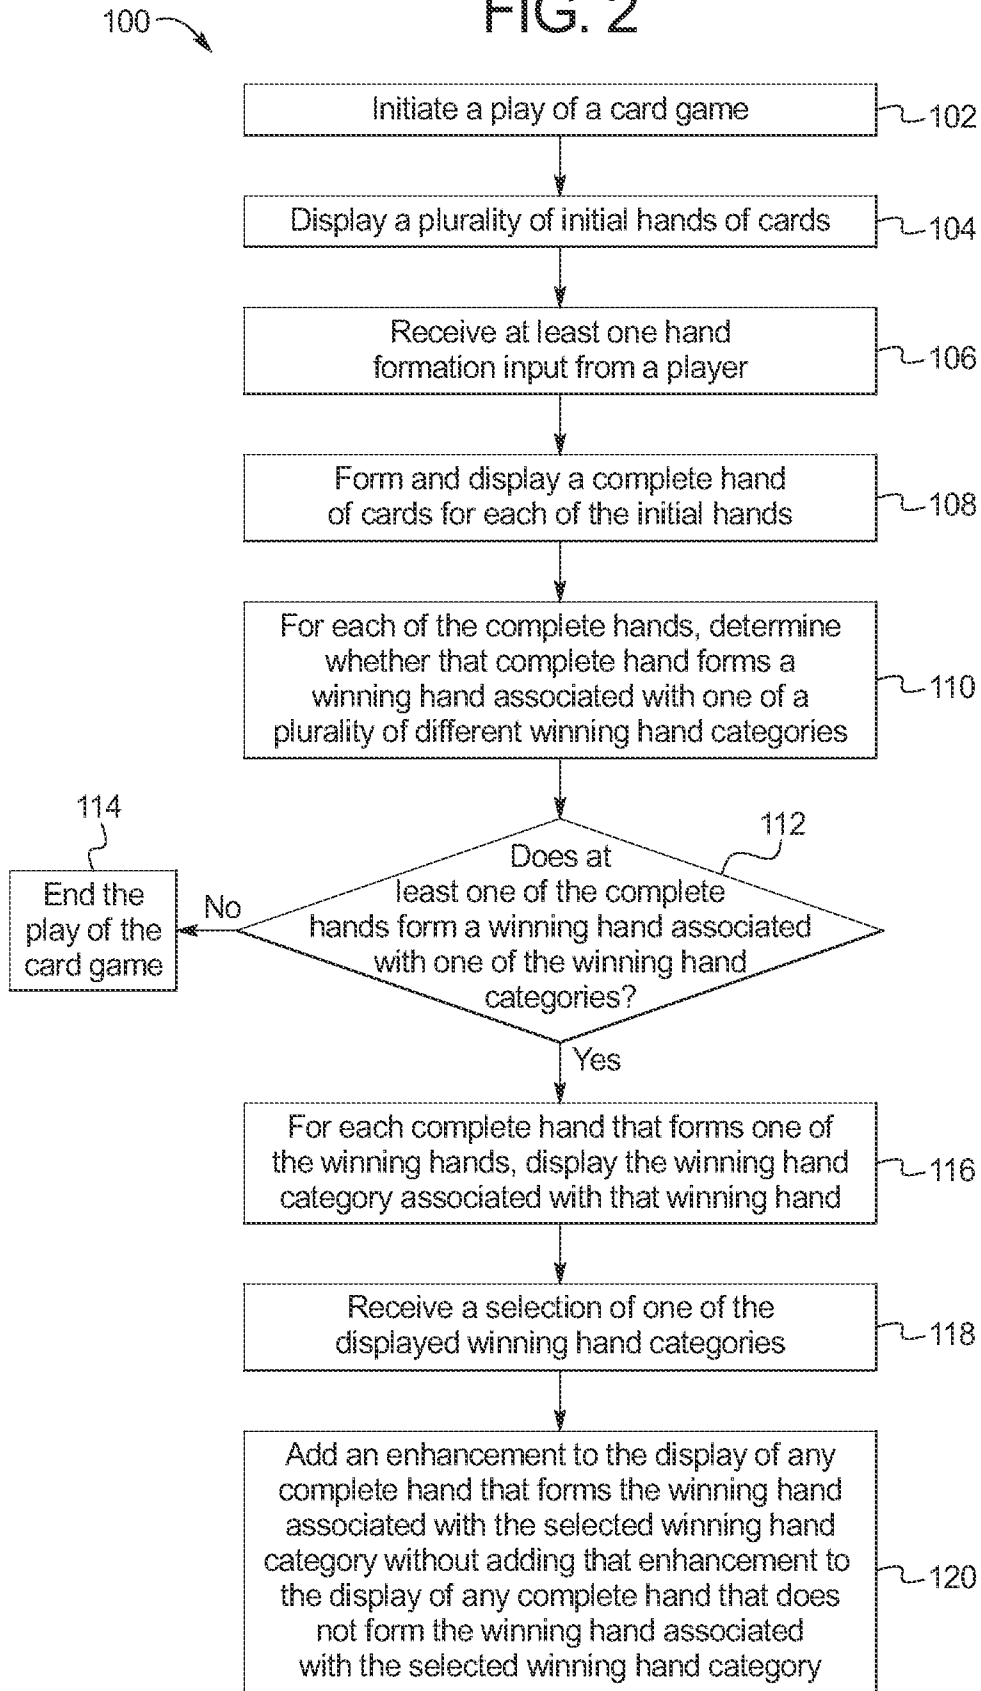 FIG. 2
100
Initiate a play of a card game
102
Display a plurality of initial hands of cards
104
Receive at least one hand
formation input from a player
106
Form and display a complete hand
of cards for each of the initial hands
108
For each of the complete hands, determine
whether that complete hand forms a
winning hand associated with one of a
plurality of different winning hand categories
110
114
112
End the
play of the
card game
No
Does at
least one of the complete
hands form a winning hand associated
with one of the winning hand
categories?
Yes
For each complete hand that forms one of
the winning hands, display the winning hand
category associated with that winning hand
116
Receive a selection of one of the
displayed winning hand categories
118
Add an enhancement to the display of any
complete hand that forms the winning hand
associated with the selected winning hand
category without adding that enhancement to
the display of any complete hand that does
not form the winning hand associated
with the selected winning hand category
120